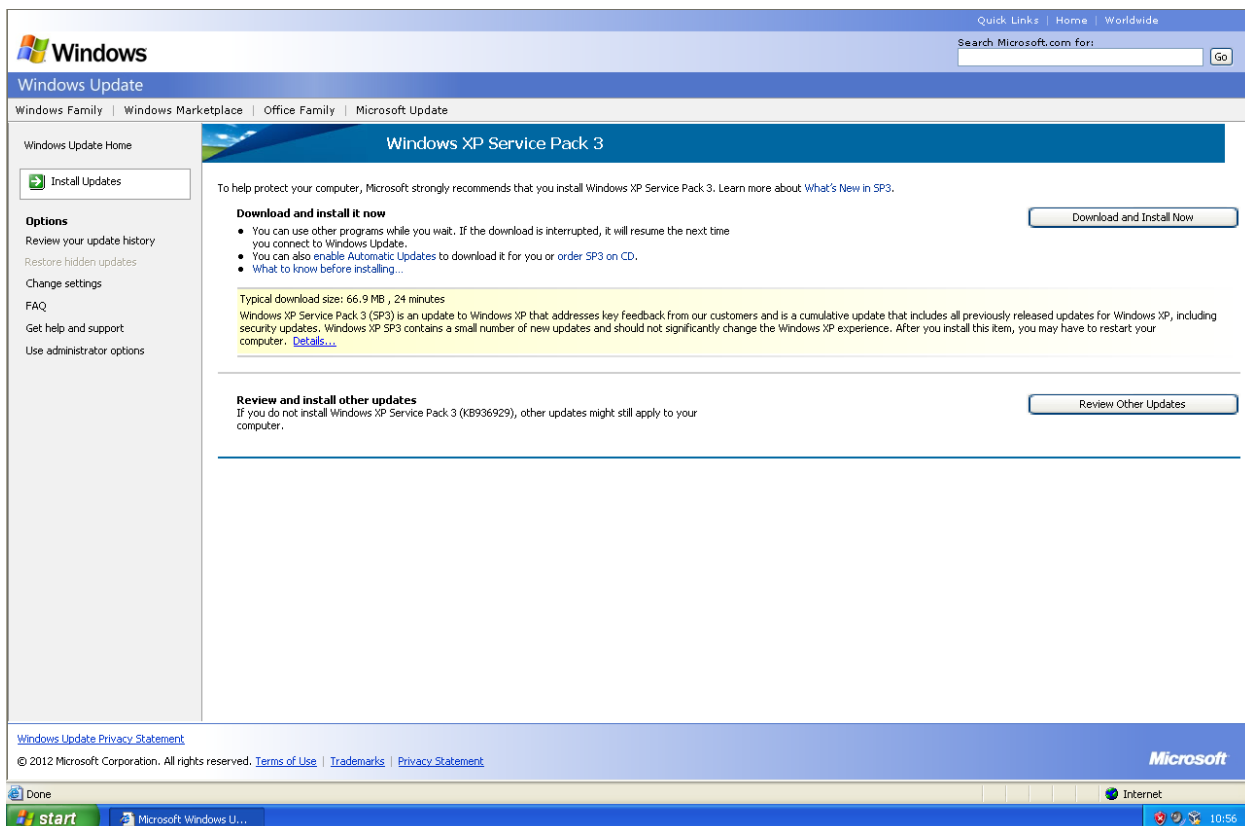 Quick Links | Home | Worldwide
Windows
Search Microsoft.com for:
Go
Windows Update
Windows Family | Windows Marketplace | Office Family | Microsoft Update
Windows Update Home
Install Updates
Options
Review your update history
Restore hidden updates
Change settings
FAQ
Get help and support
Use administrator options
Windows XP Service Pack 3
To help protect your computer, Microsoft strongly recommends that you install Windows XP Service Pack 3. Learn more about What's New in SP3.
Download and install it now
Download and Install Now
• You can use other programs while you wait. If the download is interrupted, it will resume the next time
you connect to Windows Update.
• You can also enable Automatic Updates to download it for you or order SP3 on CD.
• What to know before installing...
Typical download size: 66.9 MB , 24 minutes
Windows XP Service Pack 3 (SP3) is an update to Windows XP that addresses key feedback from our customers and is a cumulative update that includes all previously released updates for Windows XP, including
security updates. Windows XP SP3 contains a small number of new updates and should not significantly change the Windows XP experience. After you install this item, you may have to restart your
computer. Details...
Review and install other updates
Review Other Updates
If you do not install Windows XP Service Pack 3 (KB936929), other updates might still apply to your
computer.
Windows Update Privacy Statement
© 2012 Microsoft Corporation. All rights reserved. Terms of Use | Trademarks | Privacy Statement
Microsoft
Done
Internet
start
Microsoft Windows U...
10:56